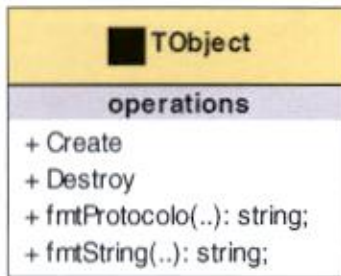 TObject
operations
+ Create
+ Destroy
+ fmtProtocolo(..): string;
+ fmtString(..): string;